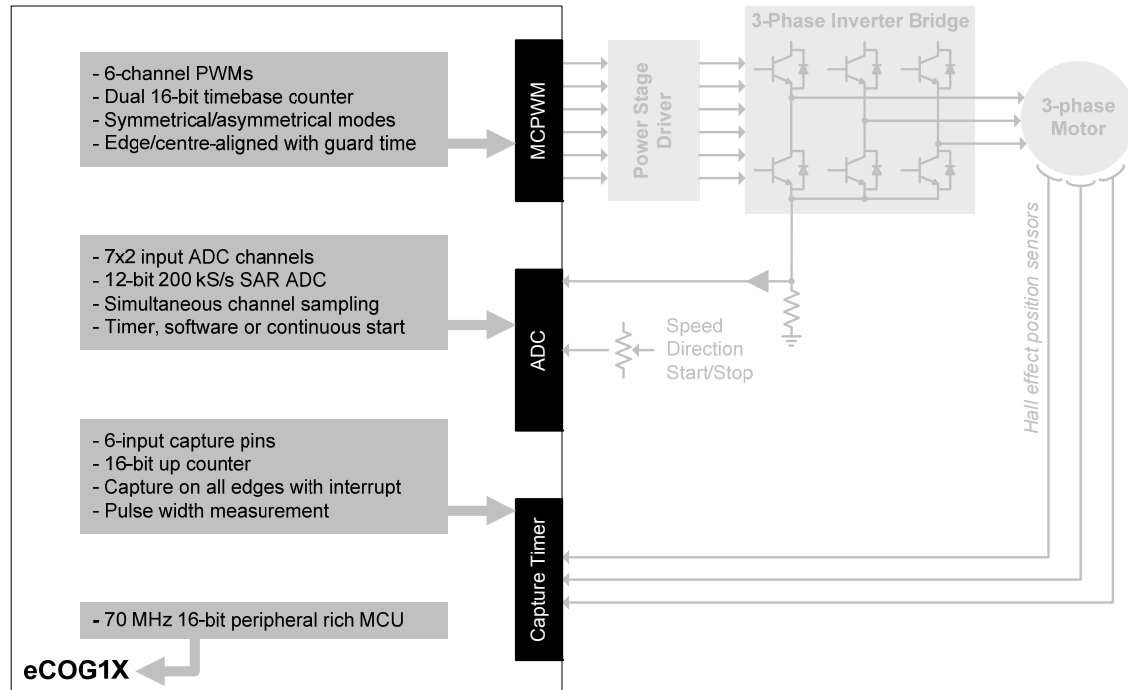 - 6-channel PWMs
- Dual 16-bit timebase counter
- Symmetrical/asymmetrical modes
- Edge/centre-aligned with guard time
MCPWM
Power Stage
Driver
3-Phase Inverter Bridge
3-phase
Motor
- 7x2 input ADC channels
- 12-bit 200 kS/s SAR ADC
- Simultaneous channel sampling
- Timer, software or continuous start
ADC
Speed
Direction
Start/Stop
Hall effect position sensors
- 6-input capture pins
- 16-bit up counter
- Capture on all edges with interrupt
- Pulse width measurement
Capture Timer
- 70 MHz 16-bit peripheral rich MCU
eCOG1X